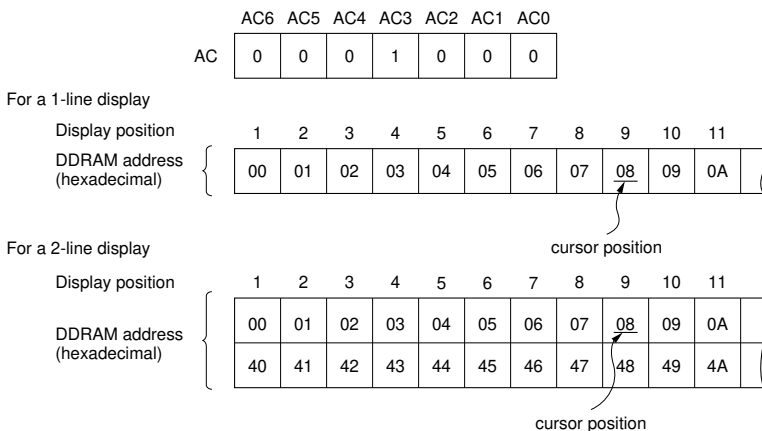 AC6 AC5 AC4 AC3 AC2 AC1 AC0
AC 0 0 0 1 0 0 0
For a 1-line display
Display position 1 2 3 4 5 6 7 8 9 10 11
DDRAM address
(hexadecimal)
00 01 02 03 04 05 06 07 08 09 0A
cursor position
For a 2-line display
Display position 1 2 3 4 5 6 7 8 9 10 11
DDRAM address
(hexadecimal)
00 01 02 03 04 05 06 07 08 09 0A
40 41 42 43 44 45 46 47 48 49 4A
cursor position